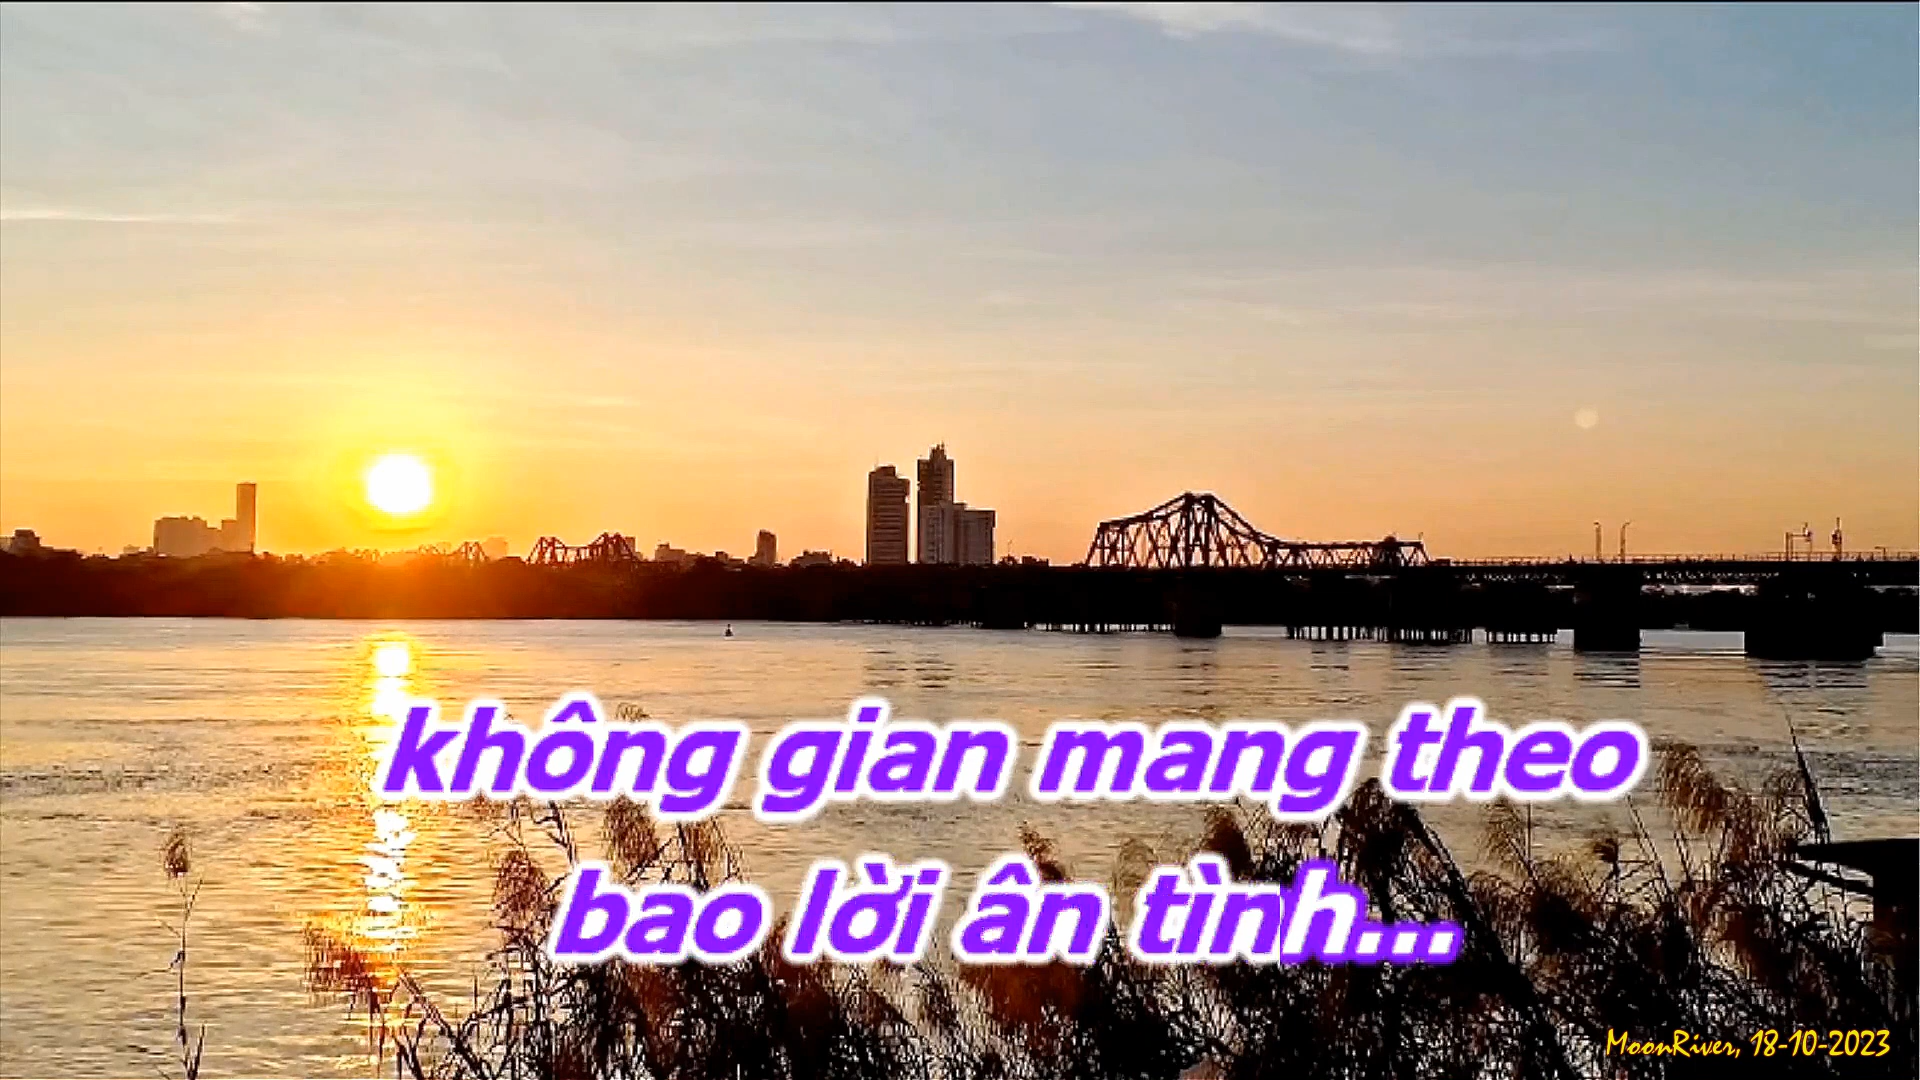 không gian mang theo
bao lời ân tình...
MoonRiver, 18-10-2023